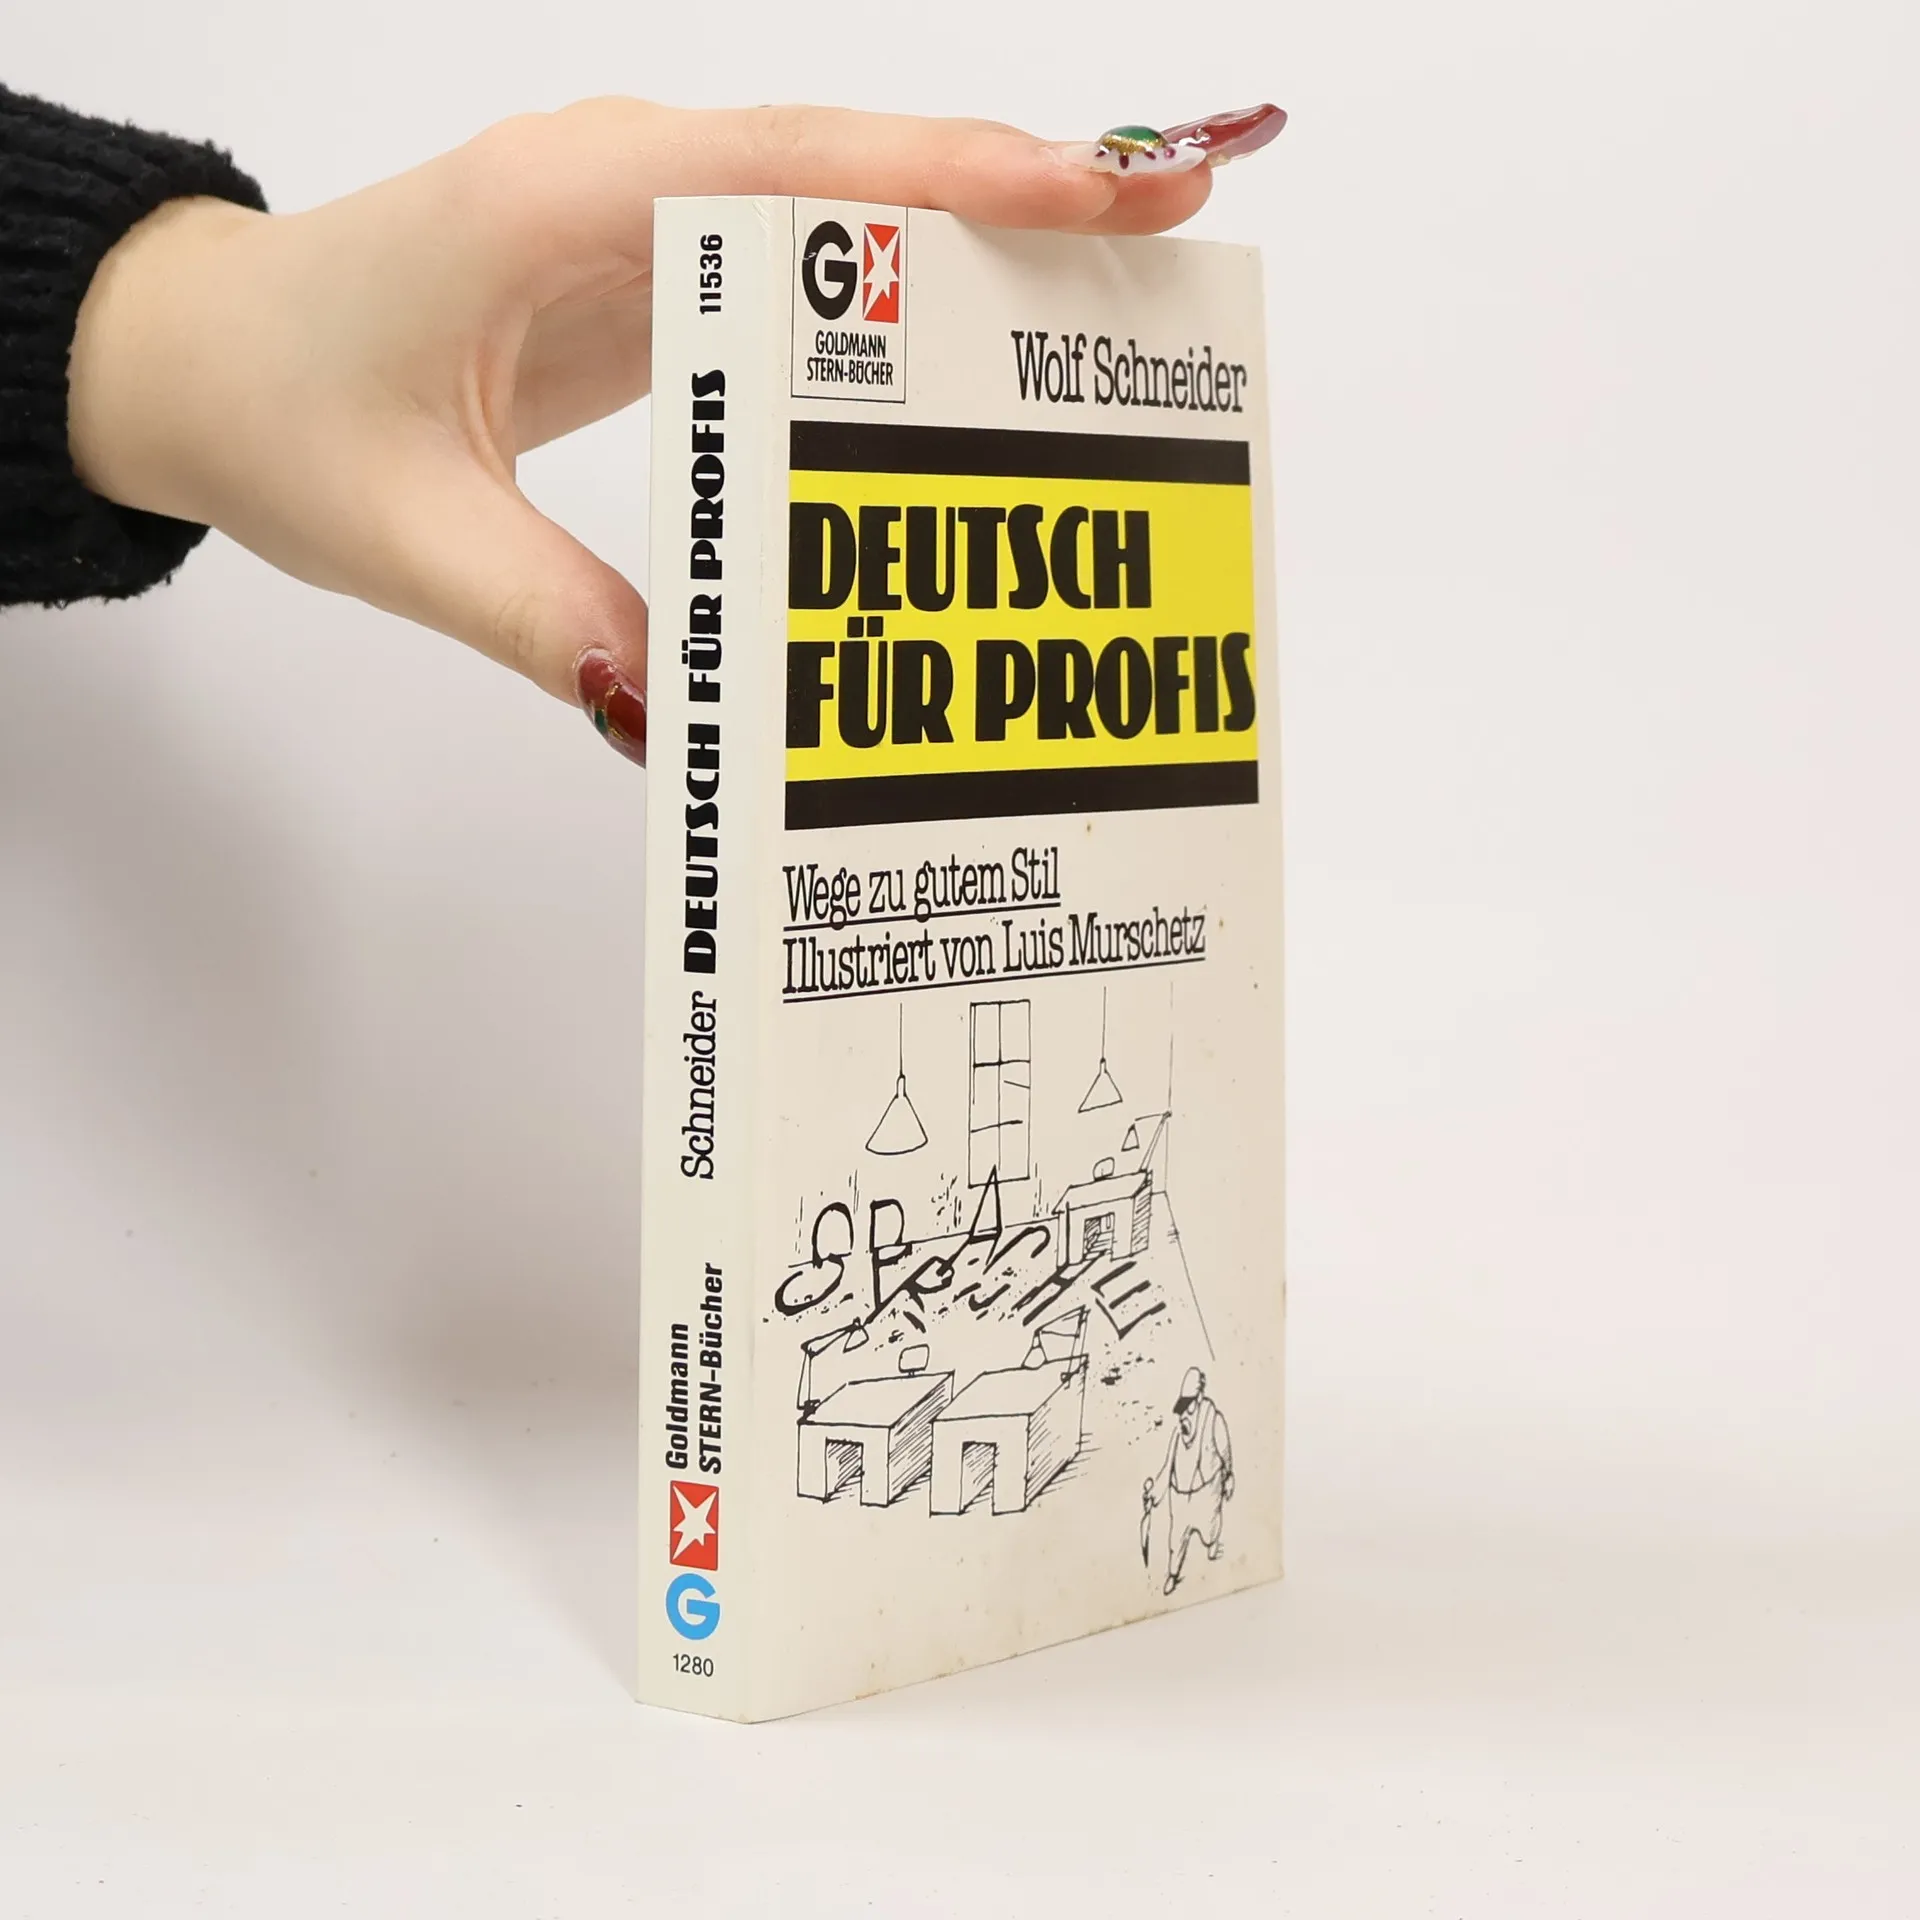 11536
Schneider DEUTSCH FÜR PROFIS
Goldmann
STERN-Bücher
G
1280
G
GOLDMANN
STERN-BÜCHER
Wolf Schneider
DEUTSCH
FÜR PROFIS
Wege zu gutem Stil
Illustriert von Luis Murschetz
SPRACHE